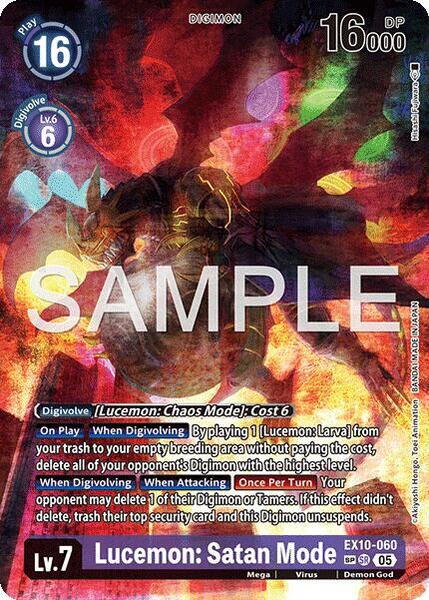 Play
16
DIGIMON
DP
16000
Digivolve
Lv.6
6
Hisashi Fujiwara
SAMPLE
©Akiyoshi Hongo, Toei Animation BANDAI MADE IN JAPAN
Digivolve [Lucemon: Chaos Mode]: Cost 6
On Play When Digivolving By playing 1 [Lucemon: Larva] from
your trash to your empty breeding area without paying the cost,
delete all of your opponent's Digimon with the highest level.
When Digivolving When Attacking Once Per Turn Your
opponent may delete 1 of their Digimon or Tamers. If this effect didn't
delete, trash their top security card and this Digimon unsuspends.
Lv.7 Lucemon: Satan Mode EX10-060
SP SR 05
Mega Virus Demon God